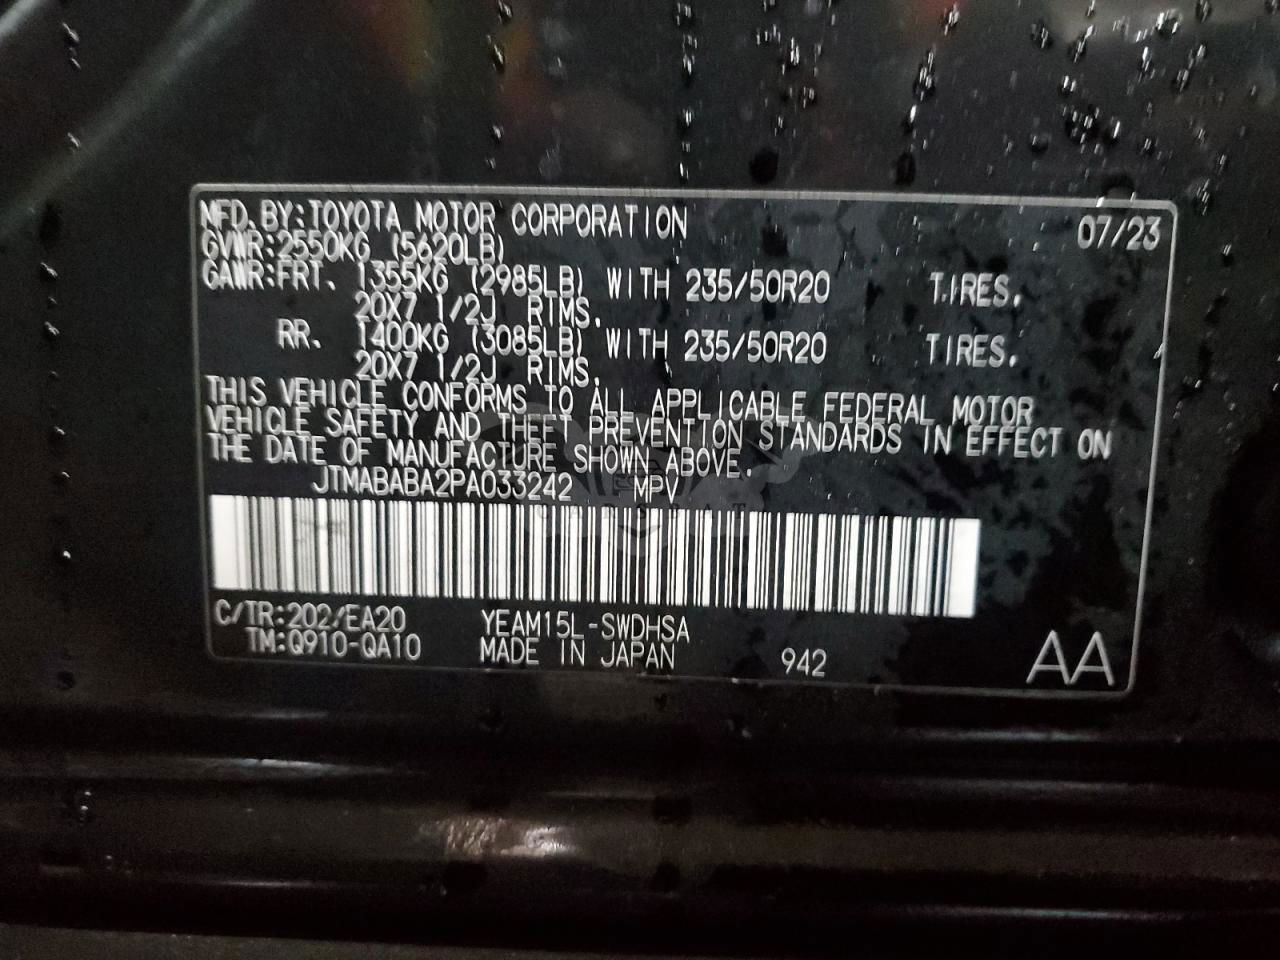 MFD. BY: TOYOTA MOTOR CORPORATION 07/23
GVWR: 2550KG (5620LB)
GAWR: FRT. 1355KG (2985LB) WITH 235/50R20 TIRES.
20X7 1/2J RIMS.
RR. 1400KG (3085LB) WITH 235/50R20 TIRES.
20X7 1/2J RIMS.
THIS VEHICLE CONFORMS TO ALL APPLICABLE FEDERAL MOTOR
VEHICLE SAFETY AND THEFT PREVENTION STANDARDS IN EFFECT ON
THE DATE OF MANUFACTURE SHOWN ABOVE.
JTMABABA2PA033242 MPV
C/TR: 202/EA20 YEAM15L-SWDHSA
TM: Q910-QA10 MADE IN JAPAN 942 AA